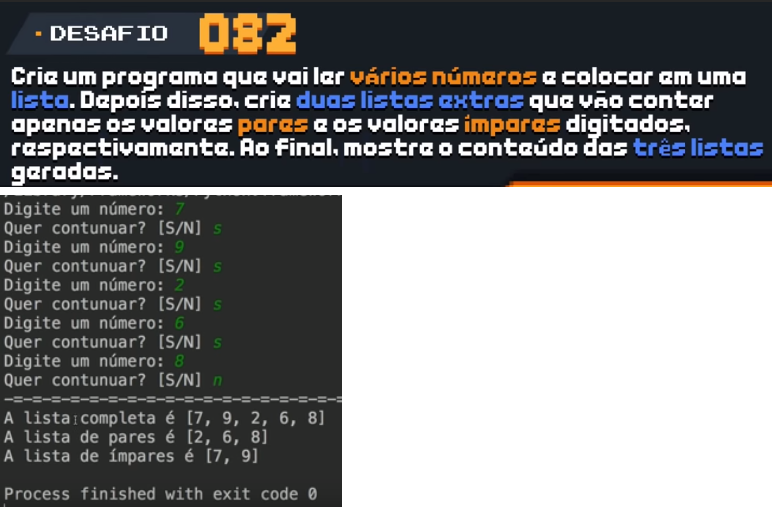 • DESAFIO 082
Crie um programa que vai ler vários números e colocar em uma
lista. Depois disso, crie duas listas extras que vão conter
apenas os valores pares e os valores ímpares digitados,
respectivamente. Ao final, mostre o conteúdo das três listas
geradas.
Digite um número: 7
Quer contunuar? [S/N] s
Digite um número: 9
Quer contunuar? [S/N] s
Digite um número: 2
Quer contunuar? [S/N] s
Digite um número: 6
Quer contunuar? [S/N] s
Digite um número: 8
Quer contunuar? [S/N] n
-=-=-=-=-=-=-=-=-=-=-=-=-=-=-=-=-=
A lista completa é [7, 9, 2, 6, 8]
A lista de pares é [2, 6, 8]
A lista de ímpares é [7, 9]
Process finished with exit code 0